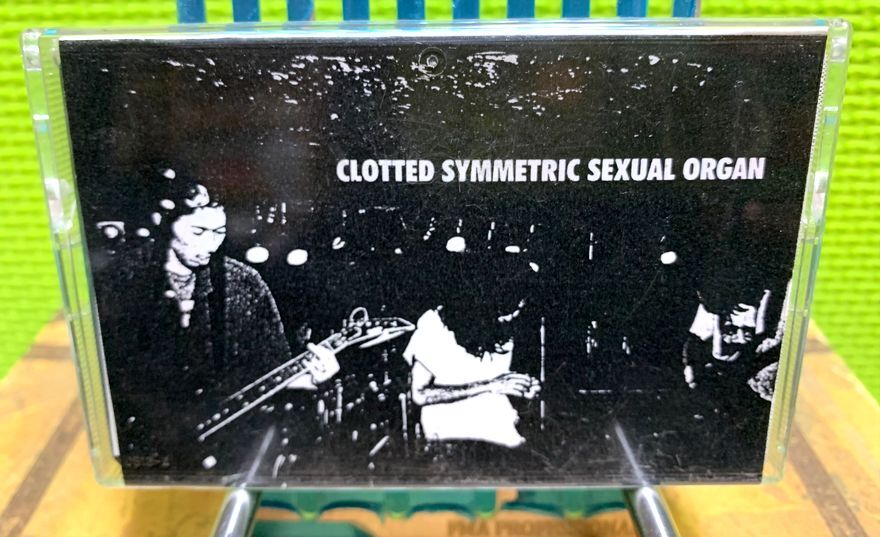 CLOTTED SYMMETRIC SEXUAL ORGAN